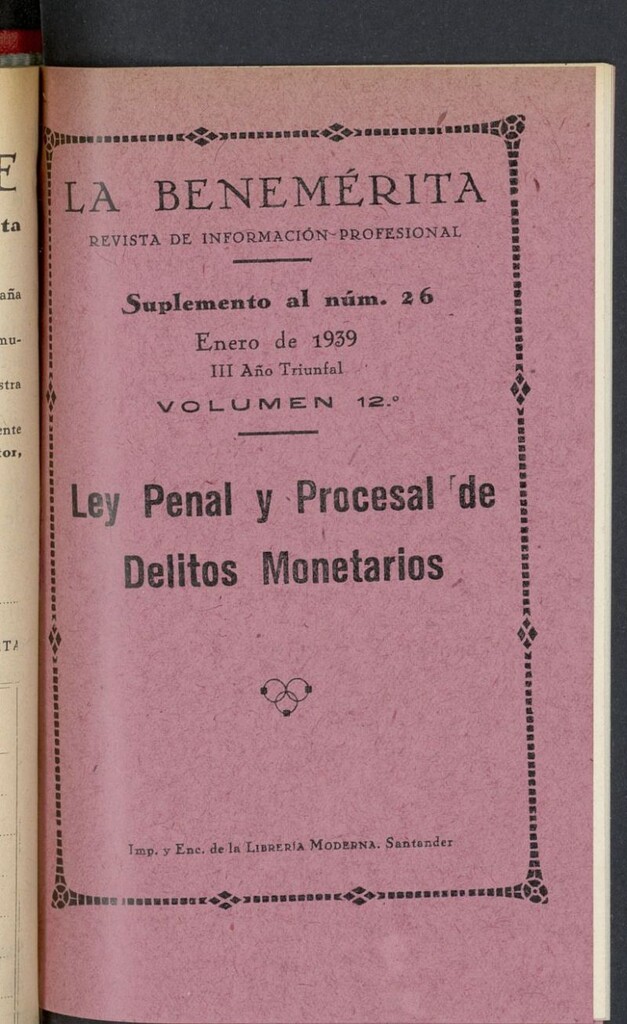 LA BENEMÉRITA
REVISTA DE INFORMACIÓN PROFESIONAL
Suplemento al núm. 26
Enero de 1939
III Año Triunfal
VOLUMEN 12.º
Ley Penal y Procesal de
Delitos Monetarios
Imp. y Enc. de la LIBRERÍA MODERNA. Santander